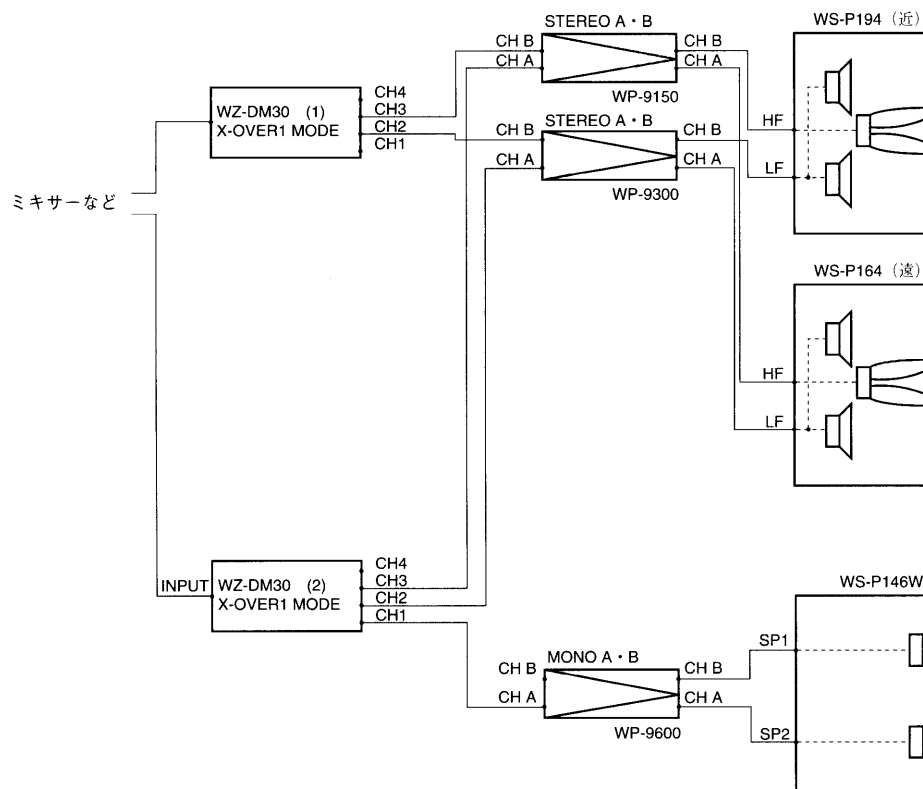 STEREO A・B
CH B
CH A
CH B
CH A
WP-9150
WS-P194 (近)
HF
LF
WZ-DM30 (1)
X-OVER1 MODE
CH4
CH3
CH2
CH1
STEREO A・B
CH B
CH A
CH B
CH A
WP-9300
ミキサーなど
WS-P164 (遠)
HF
LF
INPUT
WZ-DM30 (2)
X-OVER1 MODE
CH4
CH3
CH2
CH1
MONO A・B
CH B
CH A
CH B
CH A
WP-9600
WS-P146W
SP1
SP2